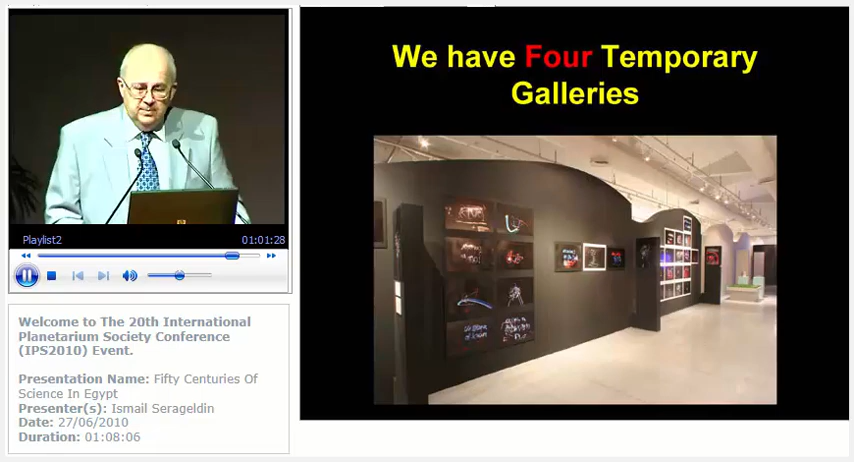 We have Four Temporary
Galleries
Playlist2
01:01:28
Welcome to The 20th International
Planetarium Society Conference
(IPS2010) Event.
Presentation Name: Fifty Centuries Of
Science In Egypt
Presenter(s): Ismail Serageldin
Date: 27/06/2010
Duration: 01:08:06